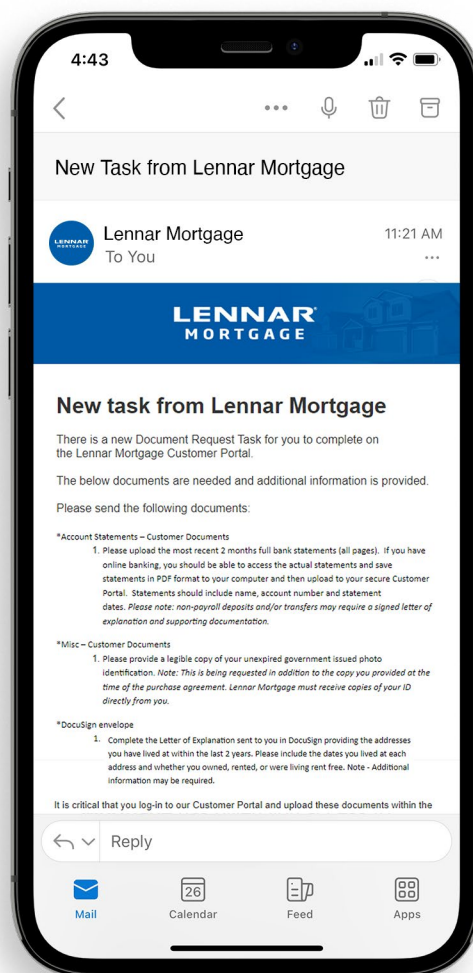 4:43
New Task from Lennar Mortgage
LENNAR
MORTGAGE
Lennar Mortgage
11:21 AM
To You
LENNAR
MORTGAGE
New task from Lennar Mortgage
There is a new Document Request Task for you to complete on
the Lennar Mortgage Customer Portal.
The below documents are needed and additional information is provided.
Please send the following documents:
*Account Statements – Customer Documents
1. Please upload the most recent 2 months full bank statements (all pages). If you have
online banking, you should be able to access the actual statements and save
statements in PDF format to your computer and then upload to your secure Customer
Portal. Statements should include name, account number and statement
dates. Please note: non-payroll deposits and/or transfers may require a signed letter of
explanation and supporting documentation.
*Misc – Customer Documents
1. Please provide a legible copy of your unexpired government issued photo
identification. Note: This is being requested in addition to the copy you provided at the
time of the purchase agreement. Lennar Mortgage must receive copies of your ID
directly from you.
*DocuSign envelope
1. Complete the Letter of Explanation sent to you in DocuSign providing the addresses
you have lived at within the last 2 years. Please include the dates you lived at each
address and whether you owned, rented, or were living rent free. Note - Additional
information may be required.
It is critical that you log-in to our Customer Portal and upload these documents within the
Reply
26
Mail
Calendar
Feed
Apps